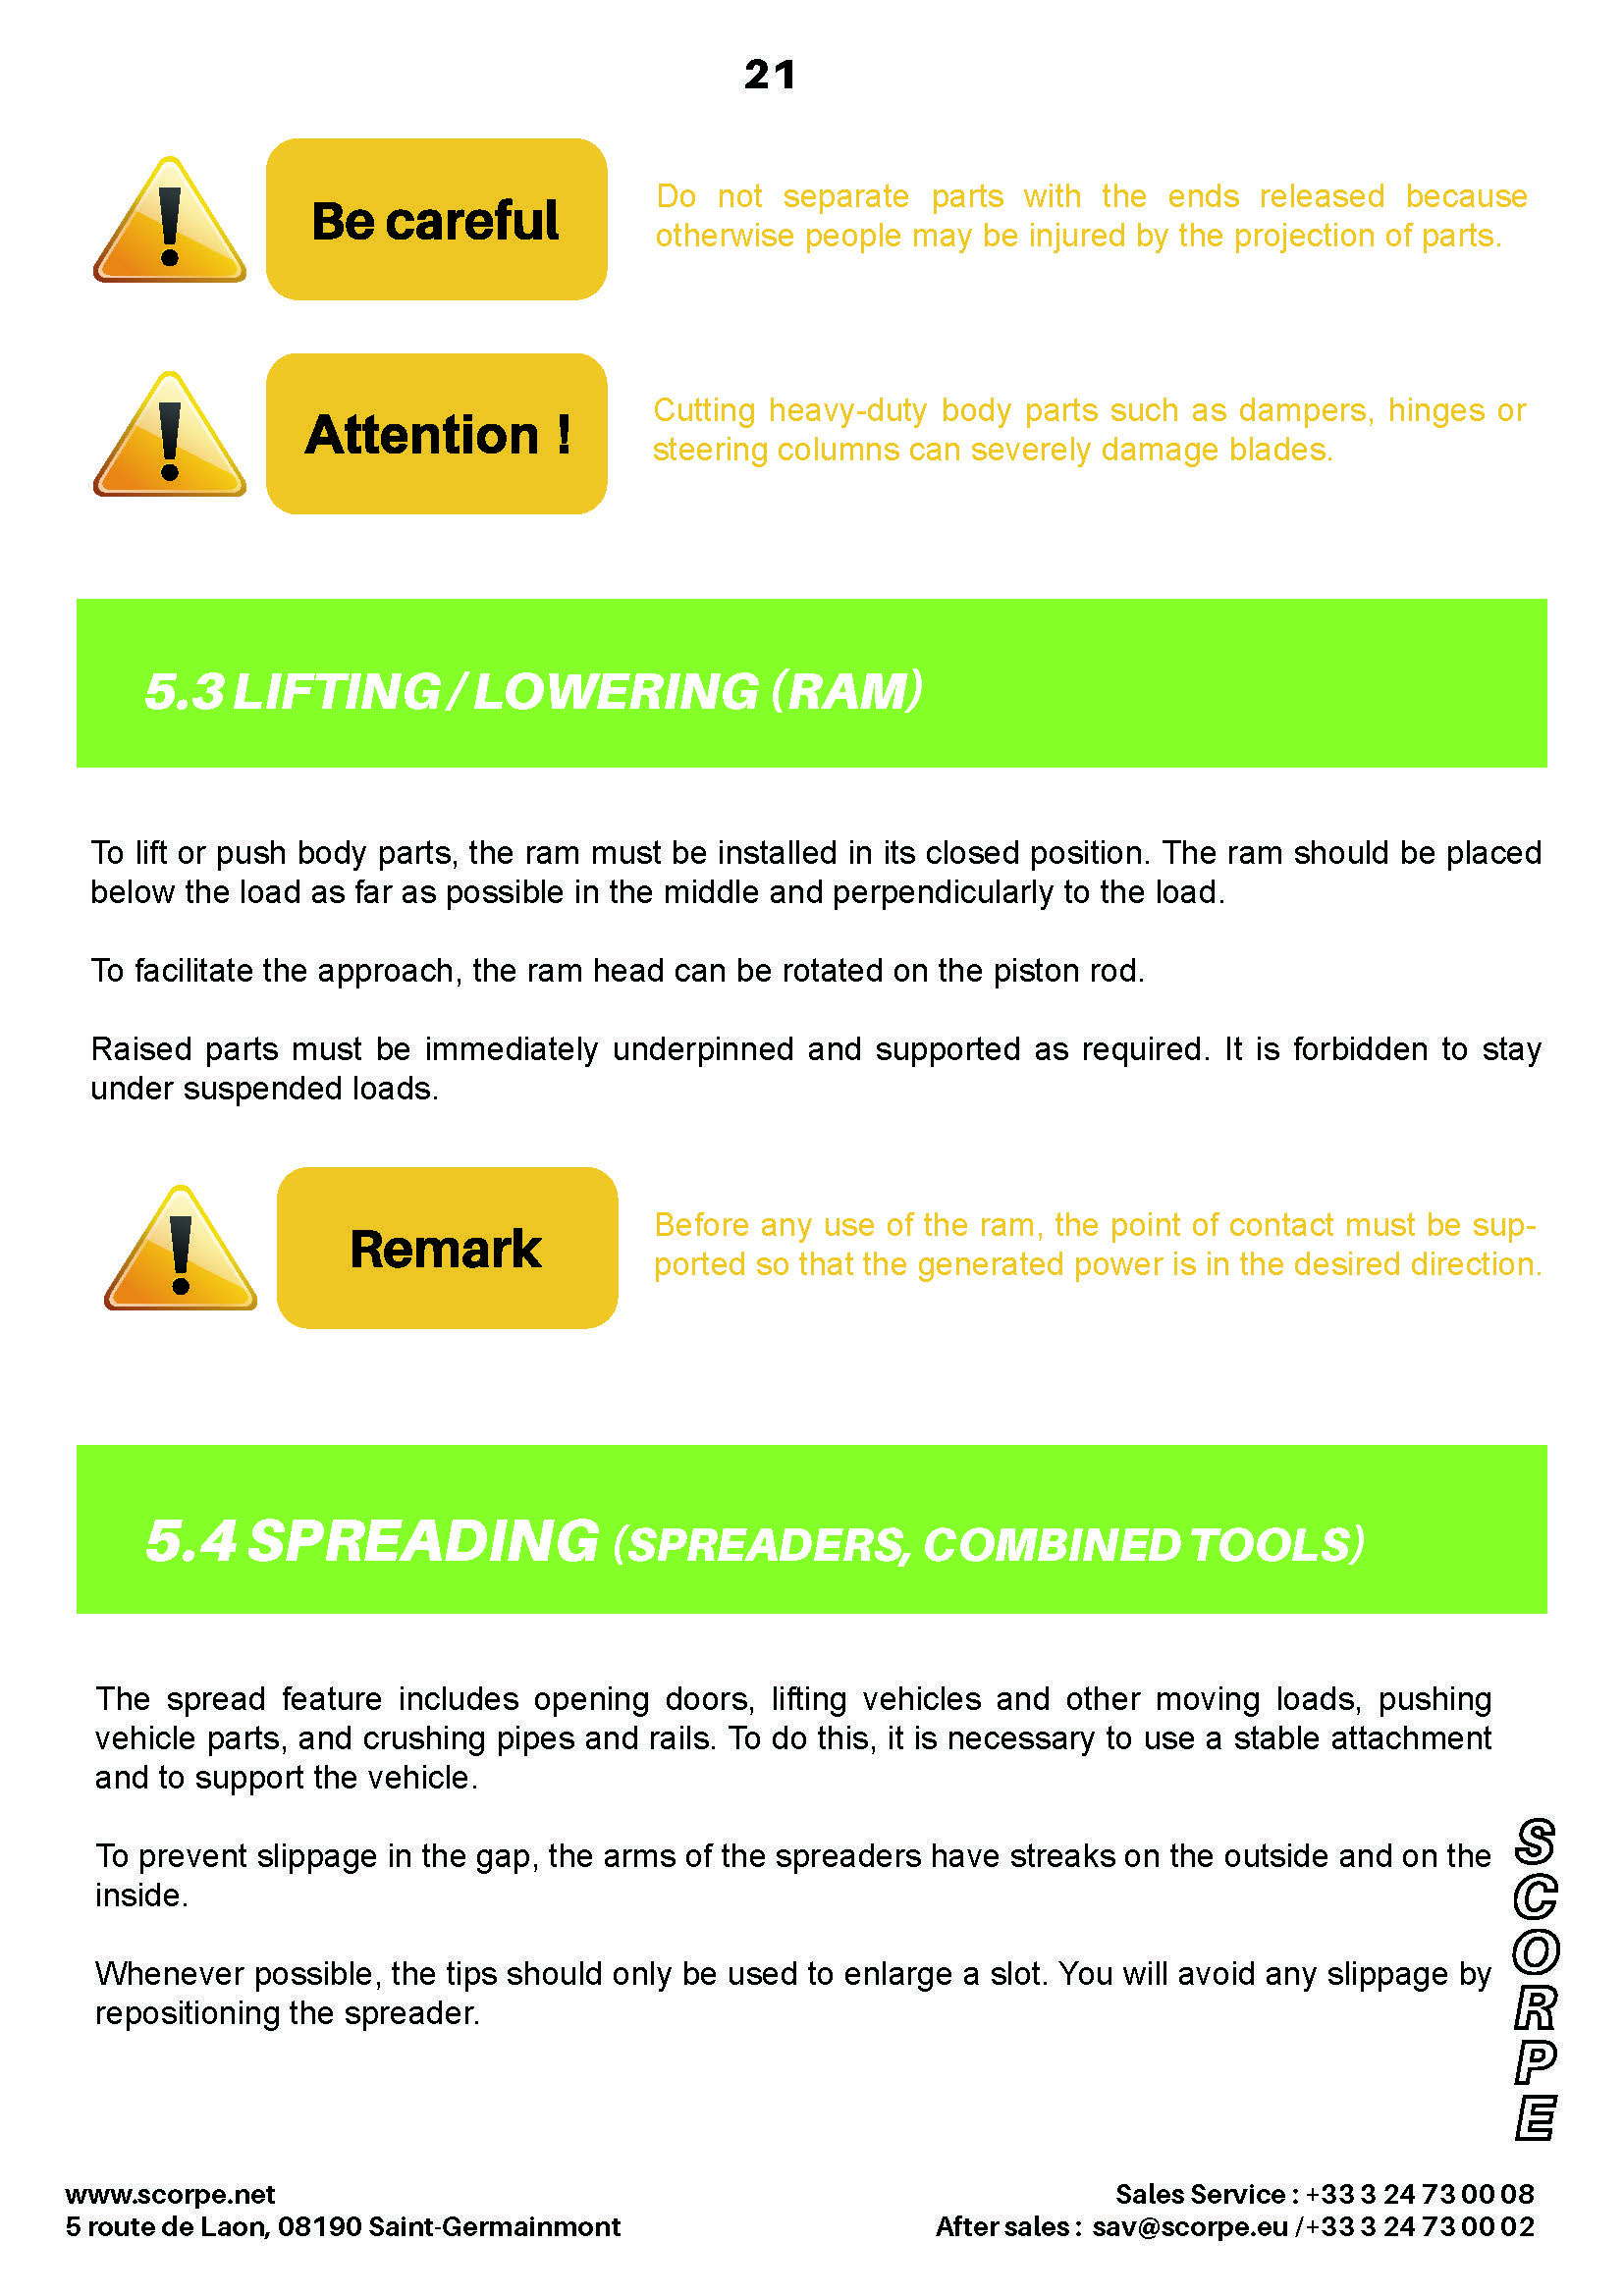 21
Be careful
Do not separate parts with the ends released because
otherwise people may be injured by the projection of parts.
Attention !
Cutting heavy-duty body parts such as dampers, hinges or
steering columns can severely damage blades.
5.3 LIFTING / LOWERING (RAM)
To lift or push body parts, the ram must be installed in its closed position. The ram should be placed
below the load as far as possible in the middle and perpendicularly to the load.
To facilitate the approach, the ram head can be rotated on the piston rod.
Raised parts must be immediately underpinned and supported as required. It is forbidden to stay
under suspended loads.
Remark
Before any use of the ram, the point of contact must be sup-
ported so that the generated power is in the desired direction.
5.4 SPREADING (SPREADERS, COMBINED TOOLS)
The spread feature includes opening doors, lifting vehicles and other moving loads, pushing
vehicle parts, and crushing pipes and rails. To do this, it is necessary to use a stable attachment
and to support the vehicle.
To prevent slippage in the gap, the arms of the spreaders have streaks on the outside and on the
inside.
Whenever possible, the tips should only be used to enlarge a slot. You will avoid any slippage by
repositioning the spreader.
SCORPE
www.scorpe.net
5 route de Laon, 08190 Saint-Germainmont
Sales Service : +33 3 24 73 00 08
After sales : sav@scorpe.eu /+33 3 24 73 00 02